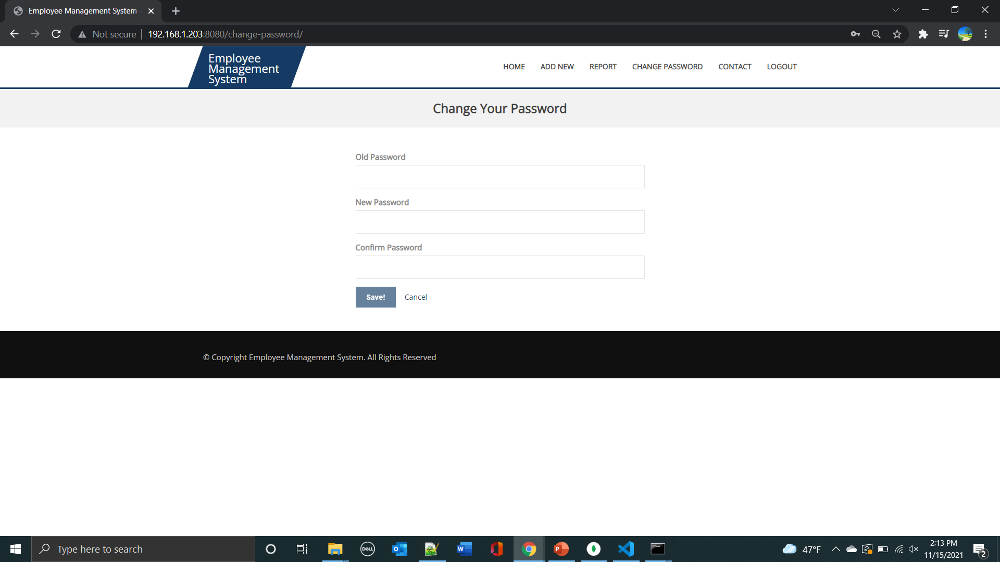 Employee Management System -
Not secure
192.168.1.203:8080/change-password/
Employee
Management
System
HOME
ADD NEW
REPORT
CHANGE PASSWORD
CONTACT
LOGOUT
Change Your Password
Old Password
New Password
Confirm Password
Save!
Cancel
© Copyright Employee Management System. All Rights Reserved
Type here to search
DELL
O
W
P
47°F
2:13 PM
11/15/2021
2